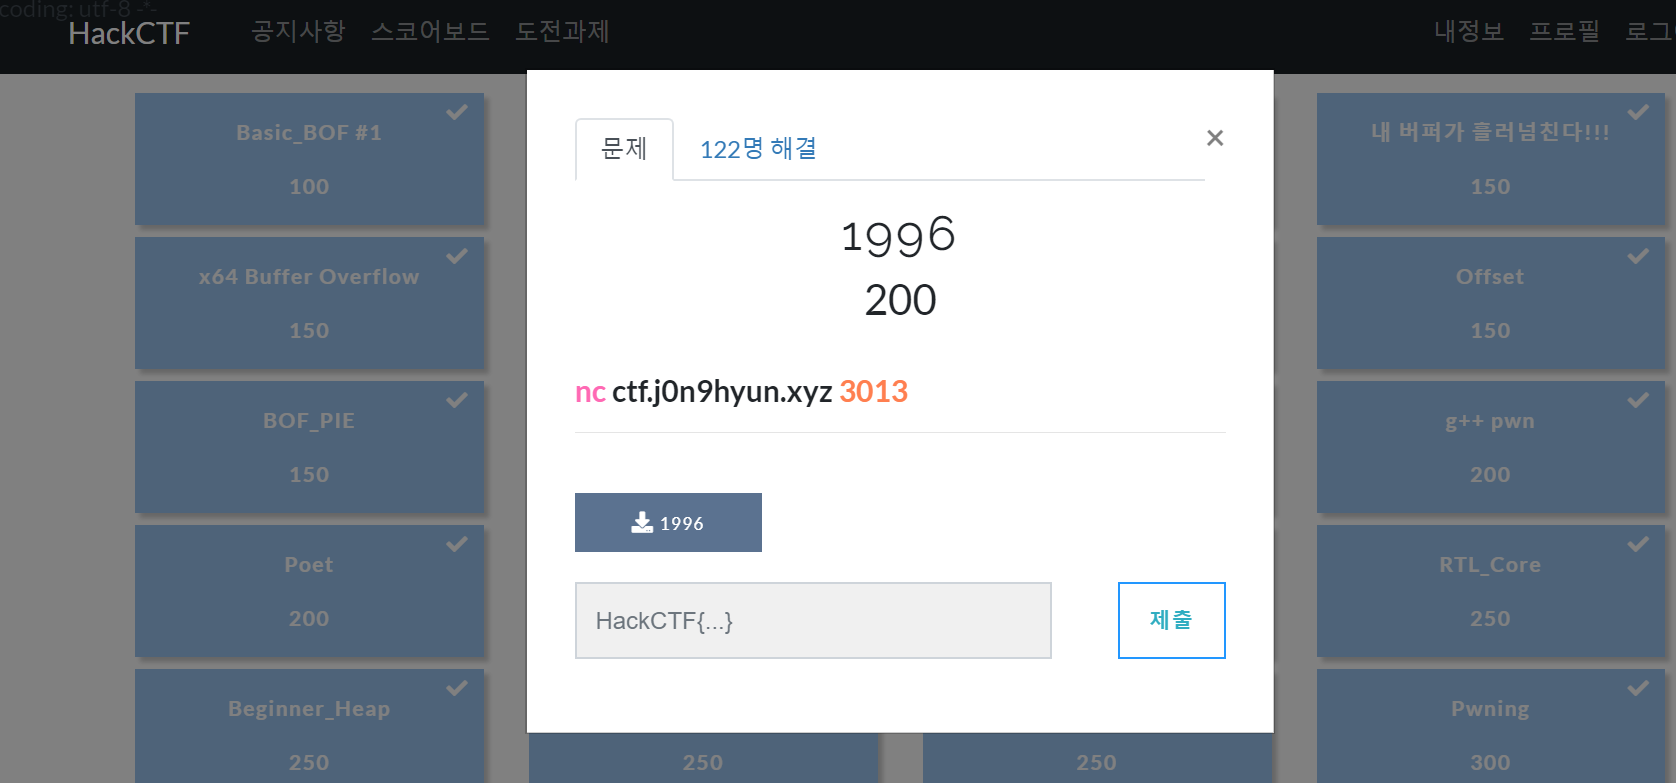 coding: utf-8 -*-
HackCTF 공지사항 스코어보드 도전과제 내정보 프로필 로그
문제 122명 해결 ×
1996
200
nc ctf.j0n9hyun.xyz 3013
1996
HackCTF{...} 제출
Basic_BOF #1
100
내 버퍼가 흘러넘친다!!!
150
x64 Buffer Overflow
150
Offset
150
BOF_PIE
150
g++ pwn
200
Poet
200
RTL_Core
250
Beginner_Heap
250
250
250
Pwning
300